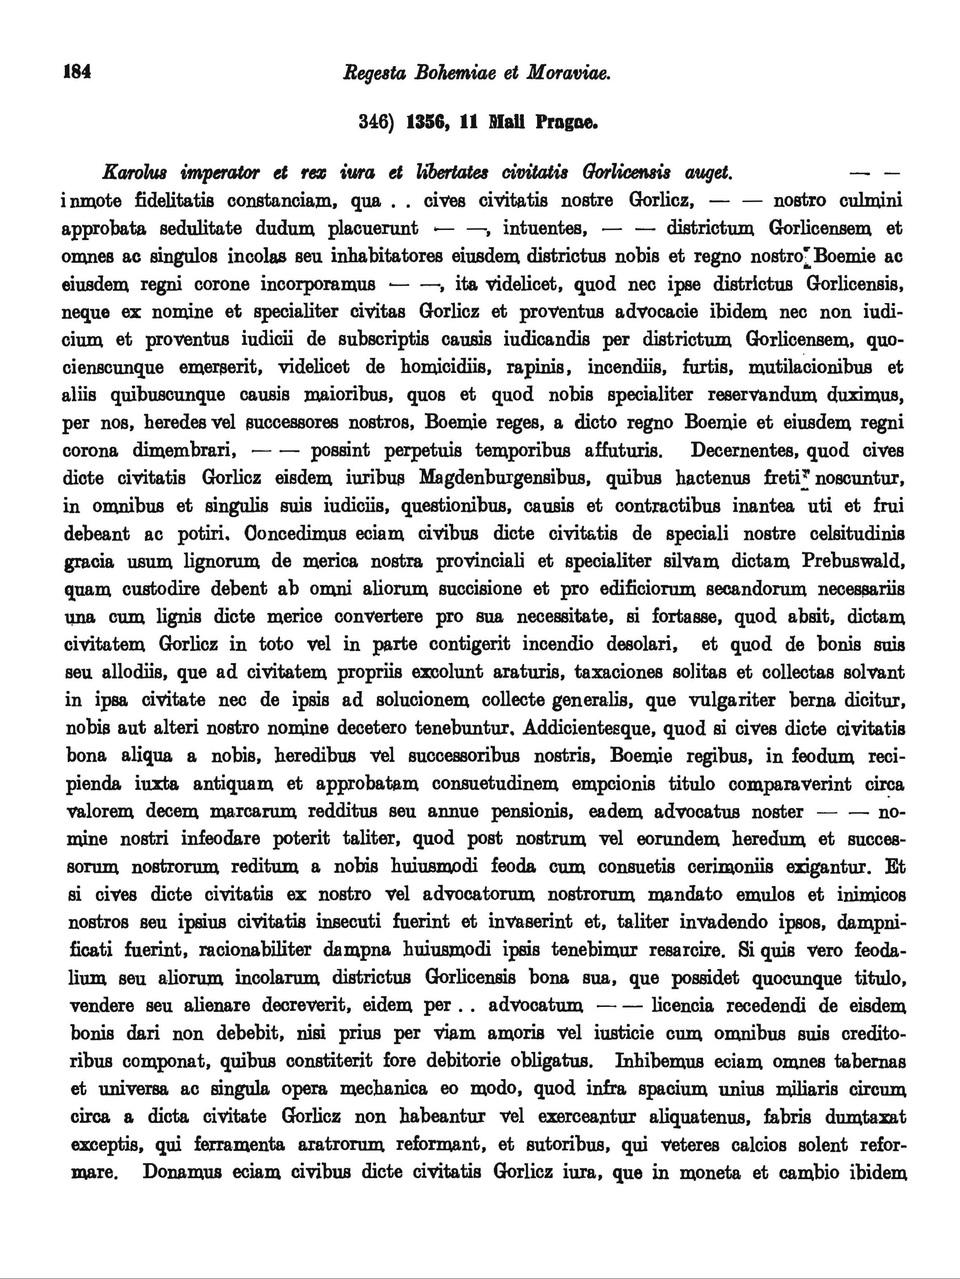 184 Regesta Bohemiae et Moraviae.
346) 1356, 11 Maii Pragae.
Karolus imperator et rex iura et libertates civitatis Gorlicensis auget. — —
inmote fidelitatis constanciam, qua . . cives civitatis nostre Gorlicz, — — nostro culmini
approbata sedulitate dudum placuerunt — —, intuentes, — — districtum Gorlicensem et
omnes ac singulos incolas seu inhabitatores eiusdem districtus nobis et regno nostro Boemie ac
eiusdem regni corone incorporamus — —, ita videlicet, quod nec ipse districtus Gorlicensis,
neque ex nomine et specialiter civitas Gorlicz et proventus advocacie ibidem nec non iudi-
cium et proventus iudicii de subscriptis causis iudicandis per districtum Gorlicensem, quo-
cienscunque emerserit, videlicet de homicidiis, rapinis, incendiis, furtis, mutilacionibus et
aliis quibuscunque causis maioribus, quos et quod nobis specialiter reservandum duximus,
per nos, heredes vel successores nostros, Boemie reges, a dicto regno Boemie et eiusdem regni
corona dimembrari, — — possint perpetuis temporibus affuturis. Decernentes, quod cives
dicte civitatis Gorlicz eisdem iuribus Magdenburgensibus, quibus hactenus freti noscuntur,
in omnibus et singulis suis iudiciis, questionibus, causis et contractibus inantea uti et frui
debeant ac potiri. Concedimus eciam civibus dicte civitatis de speciali nostre celsitudinis
gracia usum lignorum de merica nostra provinciali et specialiter silvam dictam Prebuswald,
quam custodire debent ab omni aliorum succisione et pro edificiorum secandorum necessariis
una cum lignis dicte merice convertere pro sua necessitate, si fortasse, quod absit, dictam
civitatem Gorlicz in toto vel in parte contigerit incendio desolari, et quod de bonis suis
seu allodiis, que ad civitatem propriis excolunt araturis, taxaciones solitas et collectas solvant
in ipsa civitate nec de ipsis ad solucionem collecte generalis, que vulgariter berna dicitur,
nobis aut alteri nostro nomine decetero tenebuntur. Addicientesque, quod si cives dicte civitatis
bona aliqua a nobis, heredibus vel successoribus nostris, Boemie regibus, in feodum reci-
pienda iuxta antiquam et approbatam consuetudinem empcionis titulo comparaverint circa
valorem decem marcarum redditus seu annue pensionis, eadem advocatus noster — — no-
mine nostri infeodare poterit taliter, quod post nostrum vel eorundem heredum et succes-
sorum nostrorum reditum a nobis huiusmodi feoda cum consuetis cerimoniis exigantur. Et
si cives dicte civitatis ex nostro vel advocatorum nostrorum mandato emulos et inimicos
nostros seu ipsius civitatis insecuti fuerint et invaserint et, taliter invadendo ipsos, dampni-
ficati fuerint, racionabiliter dampna huiusmodi ipsis tenebimur resarcire. Si quis vero feoda-
lium seu aliorum incolarum districtus Gorlicensis bona sua, que possidet quocunque titulo,
vendere seu alienare decreverit, eidem per . . advocatum — — licencia recedendi de eisdem
bonis dari non debebit, nisi prius per viam amoris vel iusticie cum omnibus suis credito-
ribus componat, quibus constiterit fore debitorie obligatus. Inhibemus eciam omnes tabernas
et universa ac singula opera mechanica eo modo, quod infra spacium unius miliaris circum
circa a dicta civitate Gorlicz non habeantur vel exerceantur aliquatenus, fabris dumtaxat
exceptis, qui ferramenta aratrorum reformant, et sutoribus, qui veteres calcios solent refor-
mare. Donamus eciam civibus dicte civitatis Gorlicz iura, que in moneta et cambio ibidem